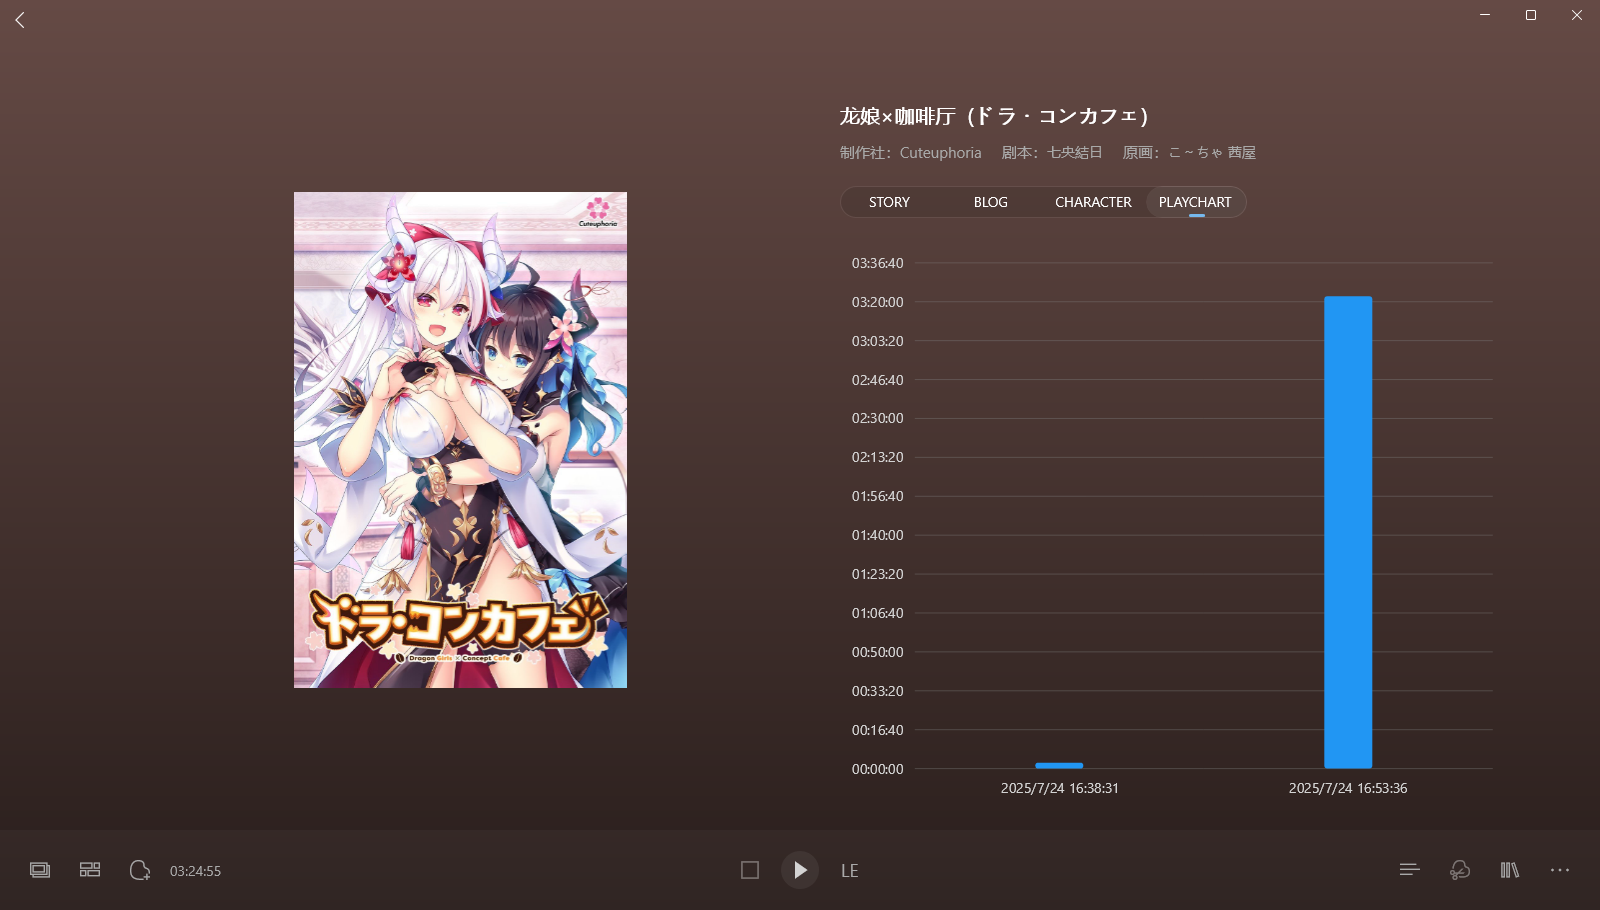 龙娘×咖啡厅 (ドラ・コンカフェ)
制作社：Cuteuphoria 剧本：七央結日 原画：こ~ちゃ 茜屋
STORY BLOG CHARACTER PLAYCHART
Cuteuphoria
ドラ・コンカフェ
Dragon Girls × Concept Cafe
03:36:40
03:20:00
03:03:20
02:46:40
02:30:00
02:13:20
01:56:40
01:40:00
01:23:20
01:06:40
00:50:00
00:33:20
00:16:40
00:00:00
2025/7/24 16:38:31 2025/7/24 16:53:36
03:24:55
LE